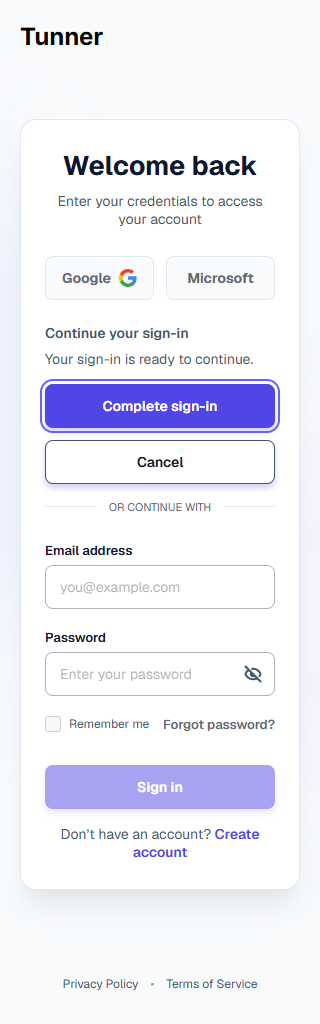 Tunner
Welcome back
Enter your credentials to access
your account
Google
Microsoft
Continue your sign-in
Your sign-in is ready to continue.
Complete sign-in
Cancel
OR CONTINUE WITH
Email address
you@example.com
Password
Enter your password
Remember me
Forgot password?
Sign in
Don't have an account? Create
account
Privacy Policy • Terms of Service